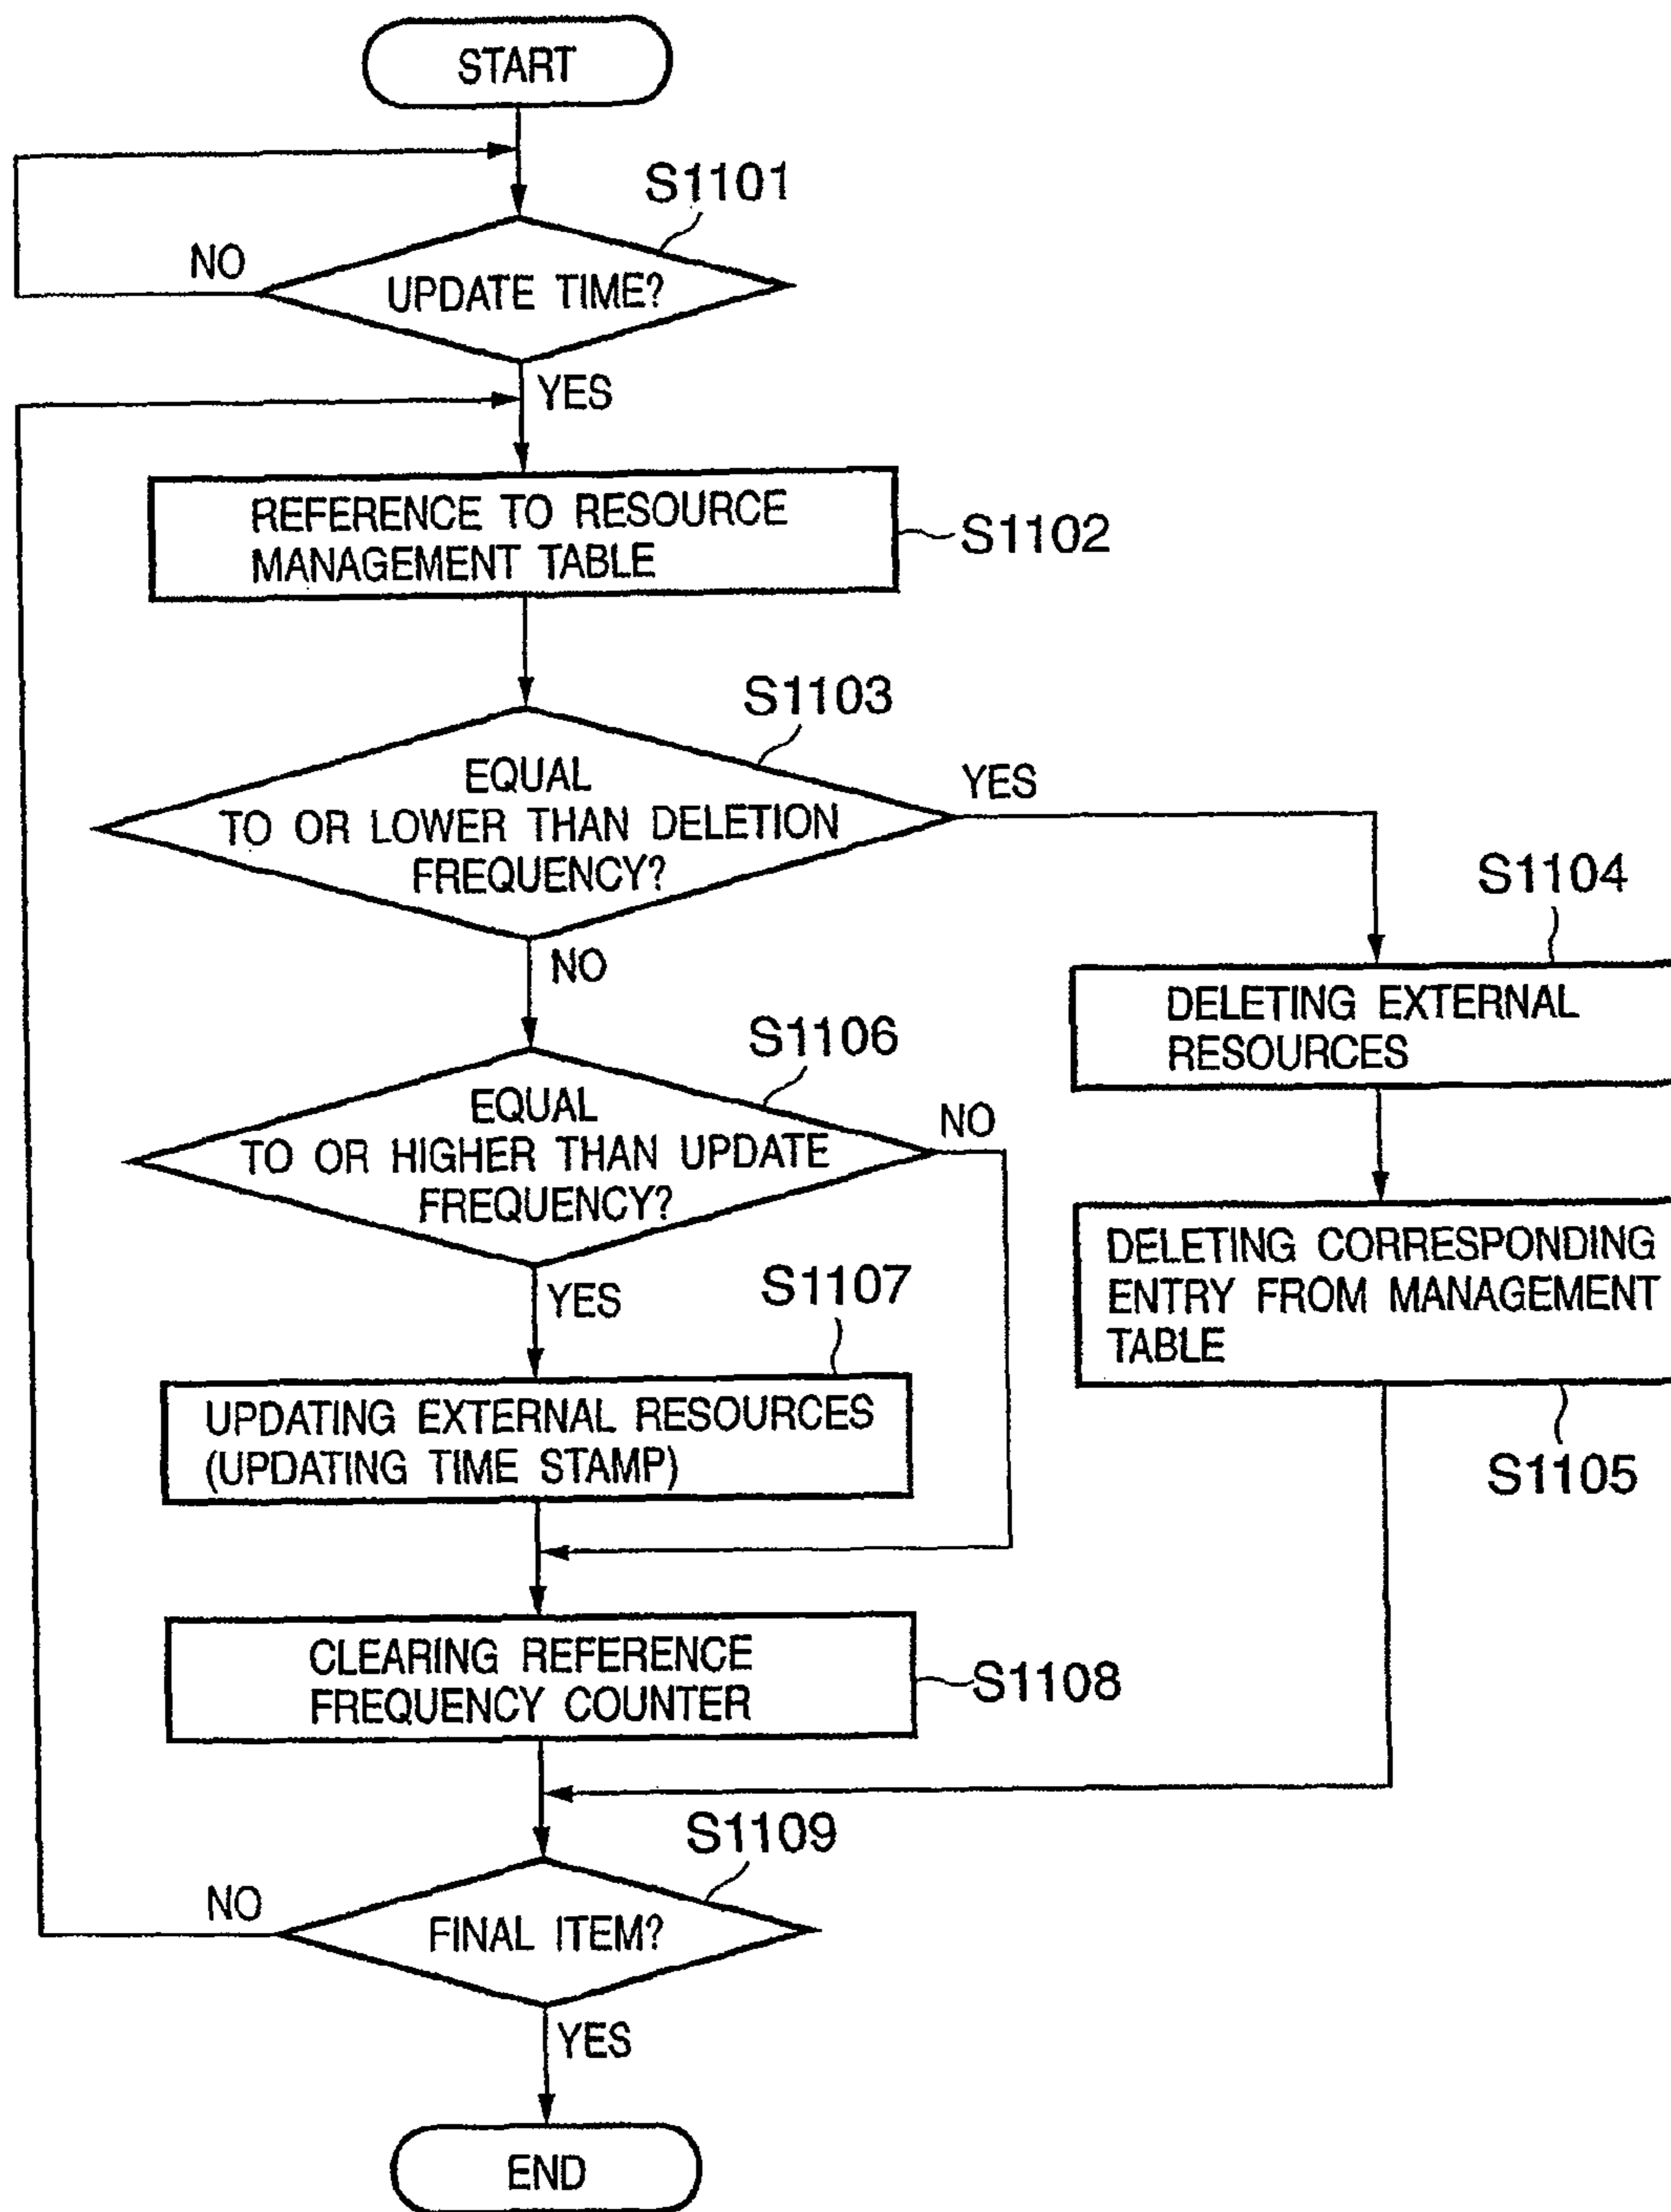 START
S1101
NO
UPDATE TIME?
YES
REFERENCE TO RESOURCE
MANAGEMENT TABLE
S1102
S1103
EQUAL
TO OR LOWER THAN DELETION
FREQUENCY?
YES
NO
S1104
DELETING EXTERNAL
RESOURCES
S1106
EQUAL
TO OR HIGHER THAN UPDATE
FREQUENCY?
NO
YES
DELETING CORRESPONDING
ENTRY FROM MANAGEMENT
TABLE
S1105
S1107
UPDATING EXTERNAL RESOURCES
(UPDATING TIME STAMP)
CLEARING REFERENCE
FREQUENCY COUNTER
S1108
S1109
NO
FINAL ITEM?
YES
END